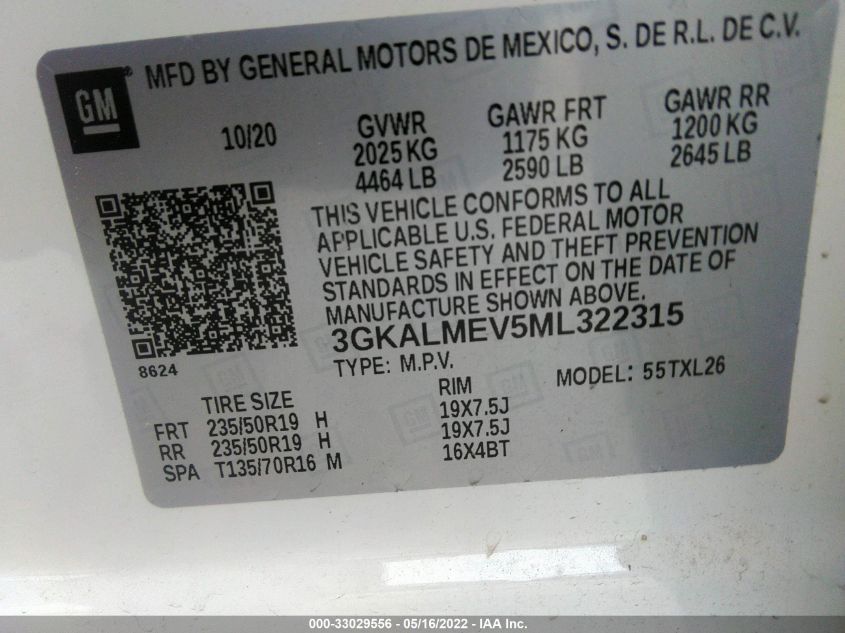 GM ® MFD BY GENERAL MOTORS DE MEXICO, S. DE R.L. DE C.V.
10/20 GVWR GAWR FRT GAWR RR
2025 KG 1175 KG 1200 KG
4464 LB 2590 LB 2645 LB
THIS VEHICLE CONFORMS TO ALL
APPLICABLE U.S. FEDERAL MOTOR
VEHICLE SAFETY AND THEFT PREVENTION
STANDARDS IN EFFECT ON THE DATE OF
MANUFACTURE SHOWN ABOVE.
3GKALMEV5ML322315
8624 TYPE: M.P.V. MODEL: 55TXL26
TIRE SIZE RIM
FRT 235/50R19 H 19X7.5J
RR 235/50R19 H 19X7.5J
SPA T135/70R16 M 16X4BT
000-33029556 - 05/16/2022 - IAA Inc.